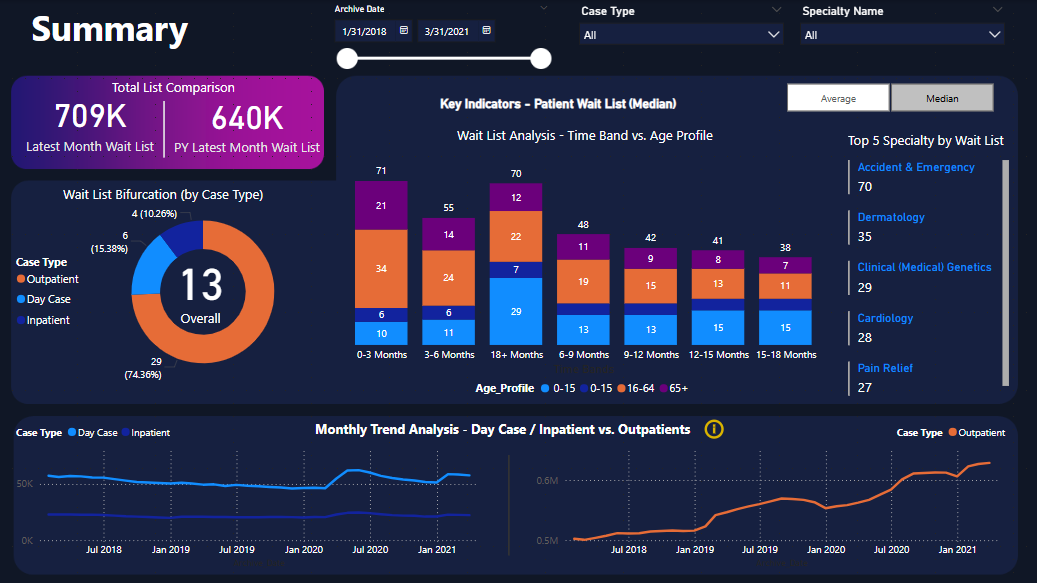 Summary
Archive Date
1/31/2018
3/31/2021
Case Type
All
Specialty Name
All
Total List Comparison
709K
Latest Month Wait List
640K
PY Latest Month Wait List
Wait List Bifurcation (by Case Type)
Case Type
Outpatient
Day Case
Inpatient
4 (10.26%)
6
(15.38%)
13
Overall
29
(74.36%)
Key Indicators - Patient Wait List (Median)
Average
Median
Wait List Analysis - Time Band vs. Age Profile
71
21
34
6
10
0-3 Months
55
14
24
6
11
3-6 Months
70
12
22
7
29
18+ Months
48
11
19
13
6-9 Months
42
9
15
13
9-12 Months
41
8
13
15
12-15 Months
38
7
11
15
15-18 Months
Age_Profile 0-15 0-15 16-64 65+
Top 5 Specialty by Wait List
Accident & Emergency
70
Dermatology
35
Clinical (Medical) Genetics
29
Cardiology
28
Pain Relief
27
Monthly Trend Analysis - Day Case / Inpatient vs. Outpatients
Case Type Day Case Inpatient
50K
0K
Jul 2018 Jan 2019 Jul 2019 Jan 2020 Jul 2020 Jan 2021
Case Type Outpatient
0.6M
0.5M
Jul 2018 Jan 2019 Jul 2019 Jan 2020 Jul 2020 Jan 2021